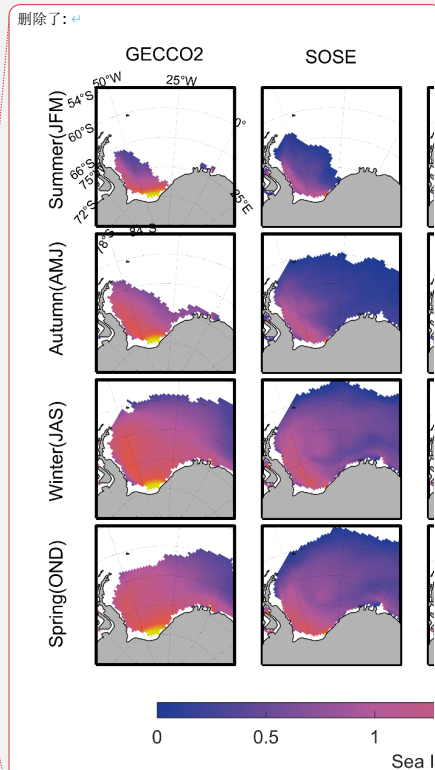 删除了: ↵
GECCO2
SOSE
50°W
25°W
0°
25°E
54°S
60°S
66°S
75°
72°S
78°S
84°S
Summer(JFM)
Autumn(AMJ)
Winter(JAS)
Spring(OND)
0
0.5
1
Sea I